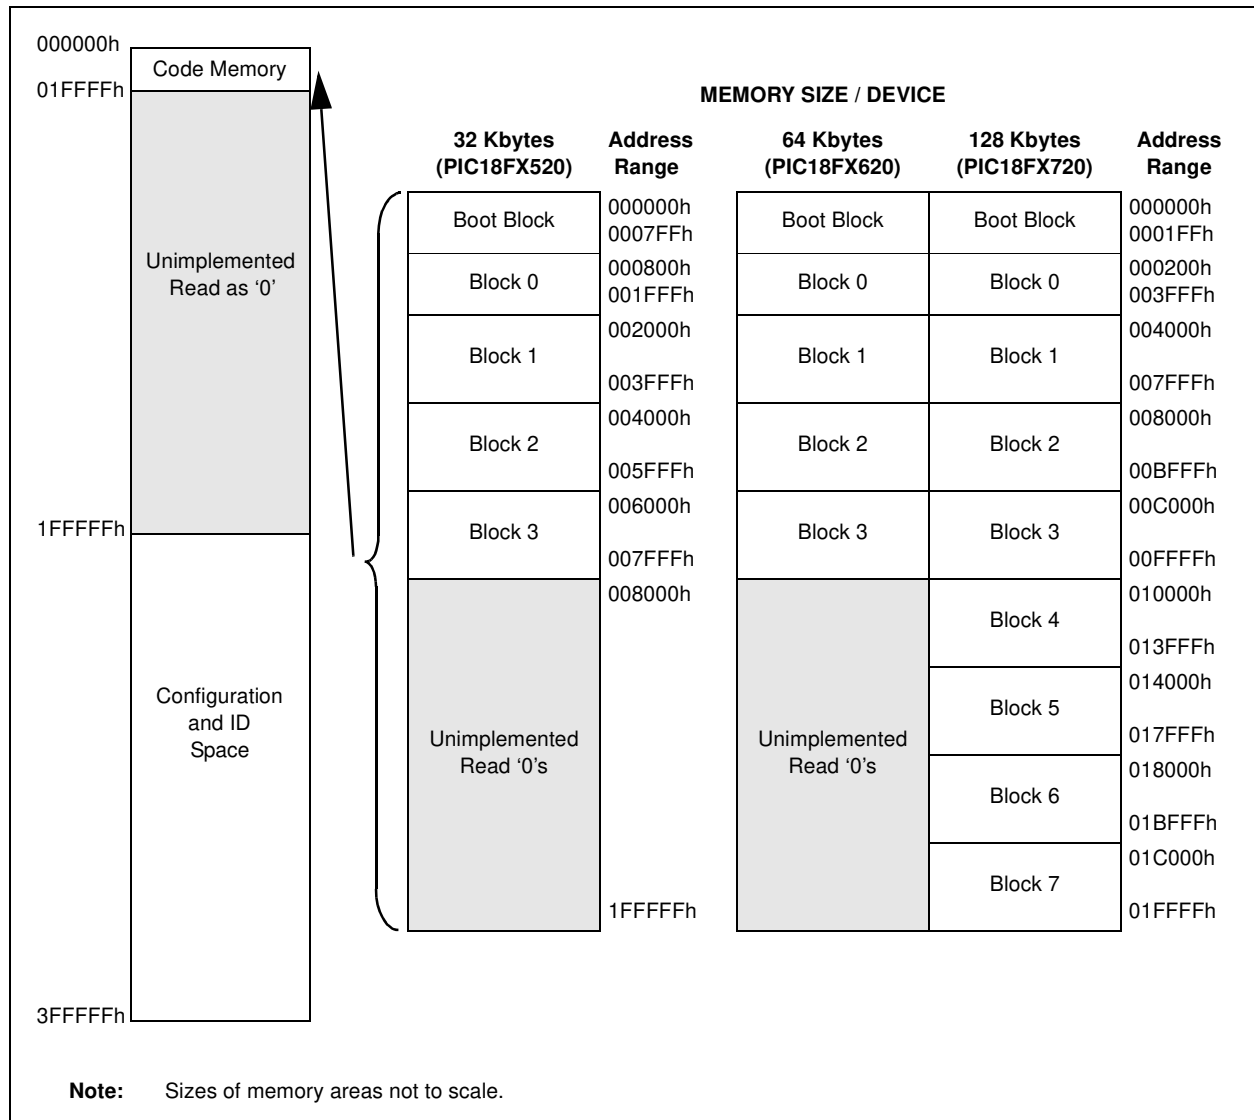 000000h
Code Memory
01FFFFh
Unimplemented
Read as ‘0’
1FFFFFh
Configuration
and ID
Space
3FFFFFh
MEMORY SIZE / DEVICE
32 Kbytes
(PIC18FX520)
Address
Range
64 Kbytes
(PIC18FX620)
128 Kbytes
(PIC18FX720)
Address
Range
Boot Block
000000h
0007FFh
Boot Block
Boot Block
000000h
0001FFh
Block 0
000800h
001FFFh
Block 0
Block 0
000200h
003FFFh
Block 1
002000h
003FFFh
Block 1
Block 1
004000h
007FFFh
Block 2
004000h
005FFFh
Block 2
Block 2
008000h
00BFFFh
Block 3
006000h
007FFFh
Block 3
Block 3
00C000h
00FFFFh
Unimplemented
Read ‘0’s
008000h
1FFFFFh
Unimplemented
Read ‘0’s
Block 4
010000h
013FFFh
Block 5
014000h
017FFFh
Block 6
018000h
01BFFFh
Block 7
01C000h
01FFFFh
Note: Sizes of memory areas not to scale.